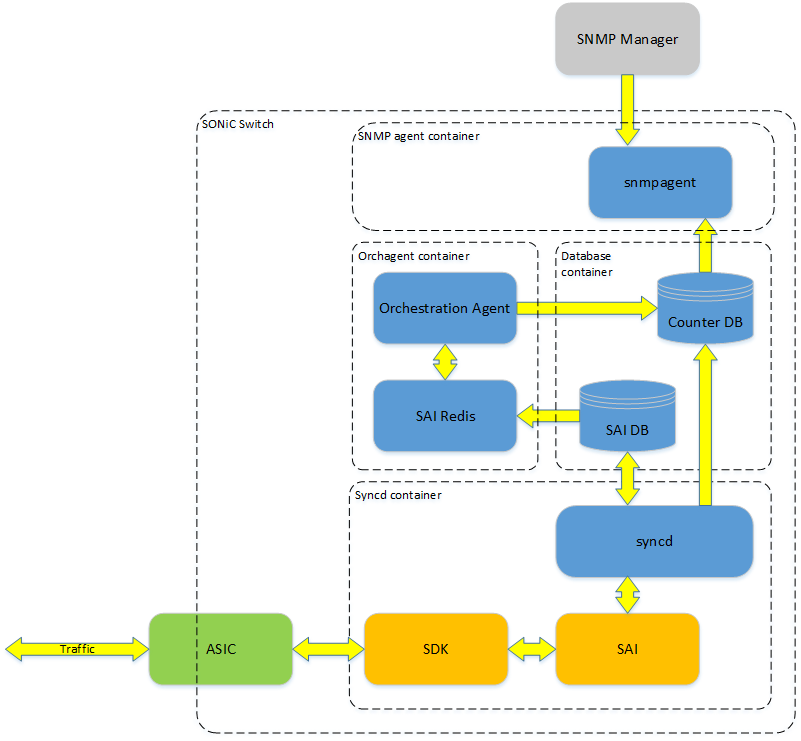 SNMP Manager
SONiC Switch
SNMP agent container
snmpagent
Orchagent container
Database
container
Orchestration Agent
Counter DB
SAI Redis
SAI DB
Syncd container
syncd
Traffic
ASIC
SDK
SAI